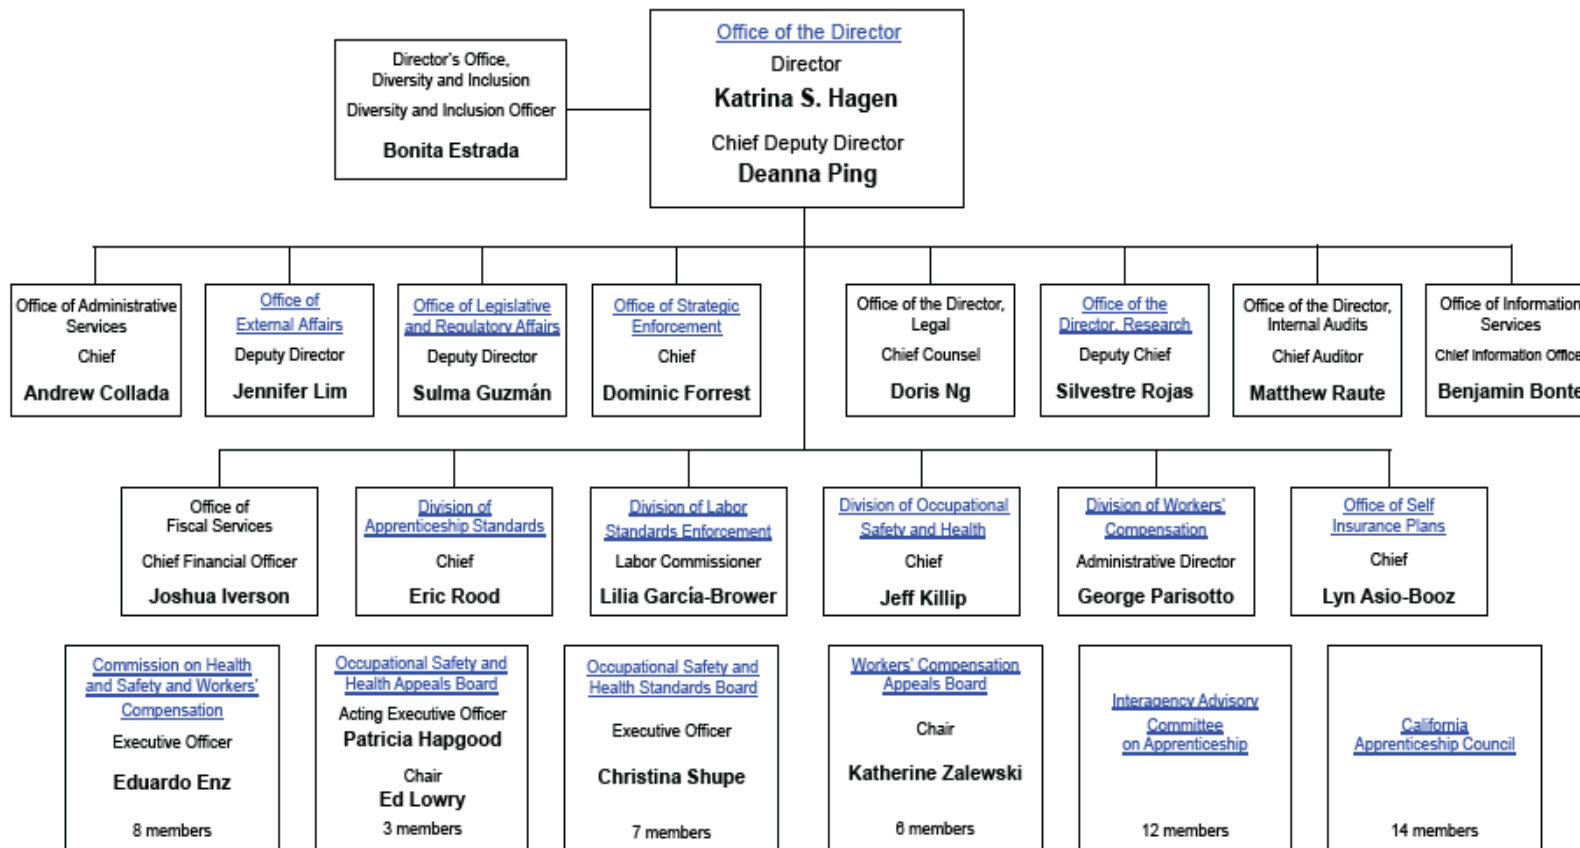 Office of the Director
Director
Katrina S. Hagen
Chief Deputy Director
Deanna Ping
Director's Office,
Diversity and Inclusion
Diversity and Inclusion Officer
Bonita Estrada
Office of Administrative
Services
Chief
Andrew Collada
Office of
External Affairs
Deputy Director
Jennifer Lim
Office of Legislative
and Regulatory Affairs
Deputy Director
Sulma Guzmán
Office of Strategic
Enforcement
Chief
Dominic Forrest
Office of the Director,
Legal
Chief Counsel
Doris Ng
Office of the
Director, Research
Deputy Chief
Silvestre Rojas
Office of the Director,
Internal Audits
Chief Auditor
Matthew Raute
Office of Information
Services
Chief Information Office
Benjamin Bonte
Office of
Fiscal Services
Chief Financial Officer
Joshua Iverson
Division of
Apprenticeship Standards
Chief
Eric Rood
Division of Labor
Standards Enforcement
Labor Commissioner
Lilia García-Brower
Division of Occupational
Safety and Health
Chief
Jeff Killip
Division of Workers'
Compensation
Administrative Director
George Parisotto
Office of Self
Insurance Plans
Chief
Lyn Asio-Booz
Commission on Health
and Safety and Workers'
Compensation
Executive Officer
Eduardo Enz
8 members
Occupational Safety and
Health Appeals Board
Acting Executive Officer
Patricia Hapgood
Chair
Ed Lowry
3 members
Occupational Safety and
Health Standards Board
Executive Officer
Christina Shupe
7 members
Workers' Compensation
Appeals Board
Chair
Katherine Zalewski
6 members
Interagency Advisory
Committee
on Apprenticeship
12 members
California
Apprenticeship Council
14 members